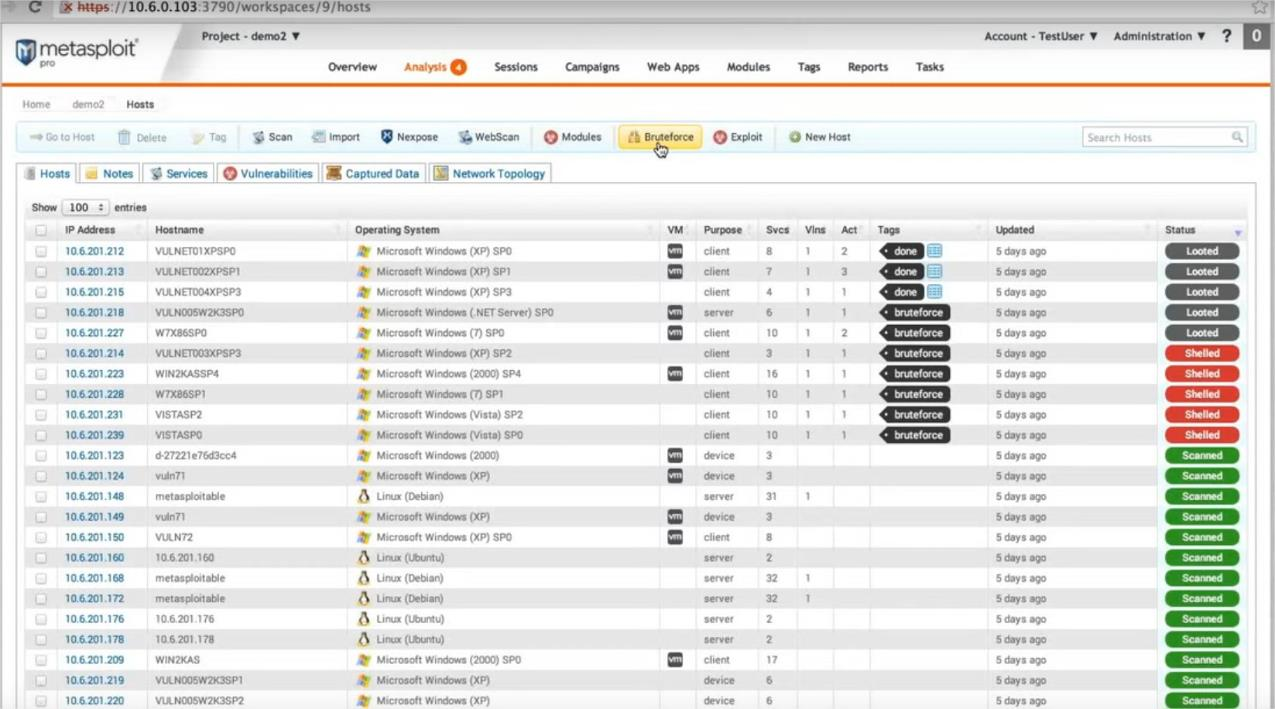 https://10.6.0.103:3790/workspaces/9/hosts
metasploit®
pro
Project - demo2 ▼
Account - TestUser ▼ Administration ▼ ? 0
Overview Analysis 4 Sessions Campaigns Web Apps Modules Tags Reports Tasks
Home demo2 Hosts
Go to Host Delete Tag Scan Import Nexpose WebScan Modules Bruteforce Exploit New Host Search Hosts
Hosts Notes Services Vulnerabilities Captured Data Network Topology
Show 100 entries
IP Address Hostname Operating System VM Purpose Svcs Vlns Act Tags Updated Status
10.6.201.212 VULNET01XPSP0 Microsoft Windows (XP) SP0 vm client 8 1 2 done 5 days ago Looted
10.6.201.213 VULNET002XPSP1 Microsoft Windows (XP) SP1 vm client 7 1 3 done 5 days ago Looted
10.6.201.215 VULNET004XPSP3 Microsoft Windows (XP) SP3 client 4 1 1 done 5 days ago Looted
10.6.201.218 VULN005W2K3SP0 Microsoft Windows (.NET Server) SP0 vm server 6 1 1 bruteforce 5 days ago Looted
10.6.201.227 W7X86SP0 Microsoft Windows (7) SP0 vm client 10 1 2 bruteforce 5 days ago Looted
10.6.201.214 VULNET003XPSP3 Microsoft Windows (XP) SP2 client 3 1 1 bruteforce 5 days ago Shelled
10.6.201.223 WIN2KASSP4 Microsoft Windows (2000) SP4 vm client 16 1 1 bruteforce 5 days ago Shelled
10.6.201.228 W7X86SP1 Microsoft Windows (7) SP1 client 10 1 1 bruteforce 5 days ago Shelled
10.6.201.231 VISTASP2 Microsoft Windows (Vista) SP2 client 10 1 1 bruteforce 5 days ago Shelled
10.6.201.239 VISTASP0 Microsoft Windows (Vista) SP0 client 10 1 1 bruteforce 5 days ago Shelled
10.6.201.123 d-27221e76d3cc4 Microsoft Windows (2000) vm device 3 5 days ago Scanned
10.6.201.124 vuln71 Microsoft Windows (XP) vm device 3 5 days ago Scanned
10.6.201.148 metasploitable Linux (Debian) server 31 1 5 days ago Scanned
10.6.201.149 vuln71 Microsoft Windows (XP) vm device 3 5 days ago Scanned
10.6.201.150 VULN72 Microsoft Windows (XP) SP0 vm client 8 5 days ago Scanned
10.6.201.160 10.6.201.160 Linux (Ubuntu) server 2 5 days ago Scanned
10.6.201.168 metasploitable Linux (Debian) server 32 1 5 days ago Scanned
10.6.201.172 metasploitable Linux (Debian) server 32 1 5 days ago Scanned
10.6.201.176 10.6.201.176 Linux (Ubuntu) server 2 5 days ago Scanned
10.6.201.178 10.6.201.178 Linux (Ubuntu) server 2 5 days ago Scanned
10.6.201.209 WIN2KAS Microsoft Windows (2000) SP0 vm client 17 5 days ago Scanned
10.6.201.219 VULN005W2K3SP1 Microsoft Windows (XP) device 6 5 days ago Scanned
10.6.201.220 VULN005W2K3SP2 Microsoft Windows (XP) device 6 5 days ago Scanned